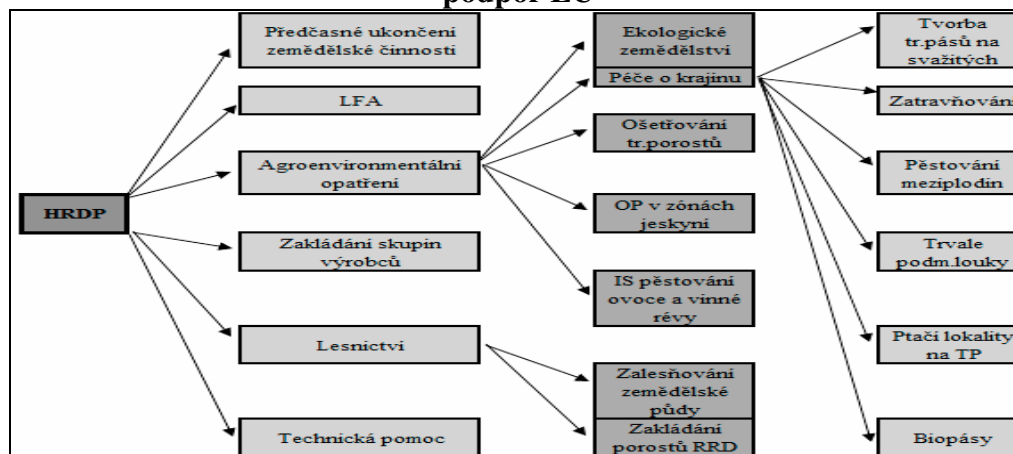 podpor EU
Předčasné ukončení
zemědělské činnosti
LFA
Agroenvironmentální
opatření
HRDP
Zakládání skupin
výrobců
Lesnictví
Technická pomoc
Ekologické
zemědělství
Péče o krajinu
Ošetřování
tr.porostů
OP v zónách
jeskyní
IS pěstování
ovoce a vinné
révy
Zalesňování
zemědělské
půdy
Zakládání
porostů RRD
Tvorba
tr.pásů na
svažitých
Zatravňování
Pěstování
meziplodin
Trvale
podm.louky
Ptačí lokality
na TP
Biopásy